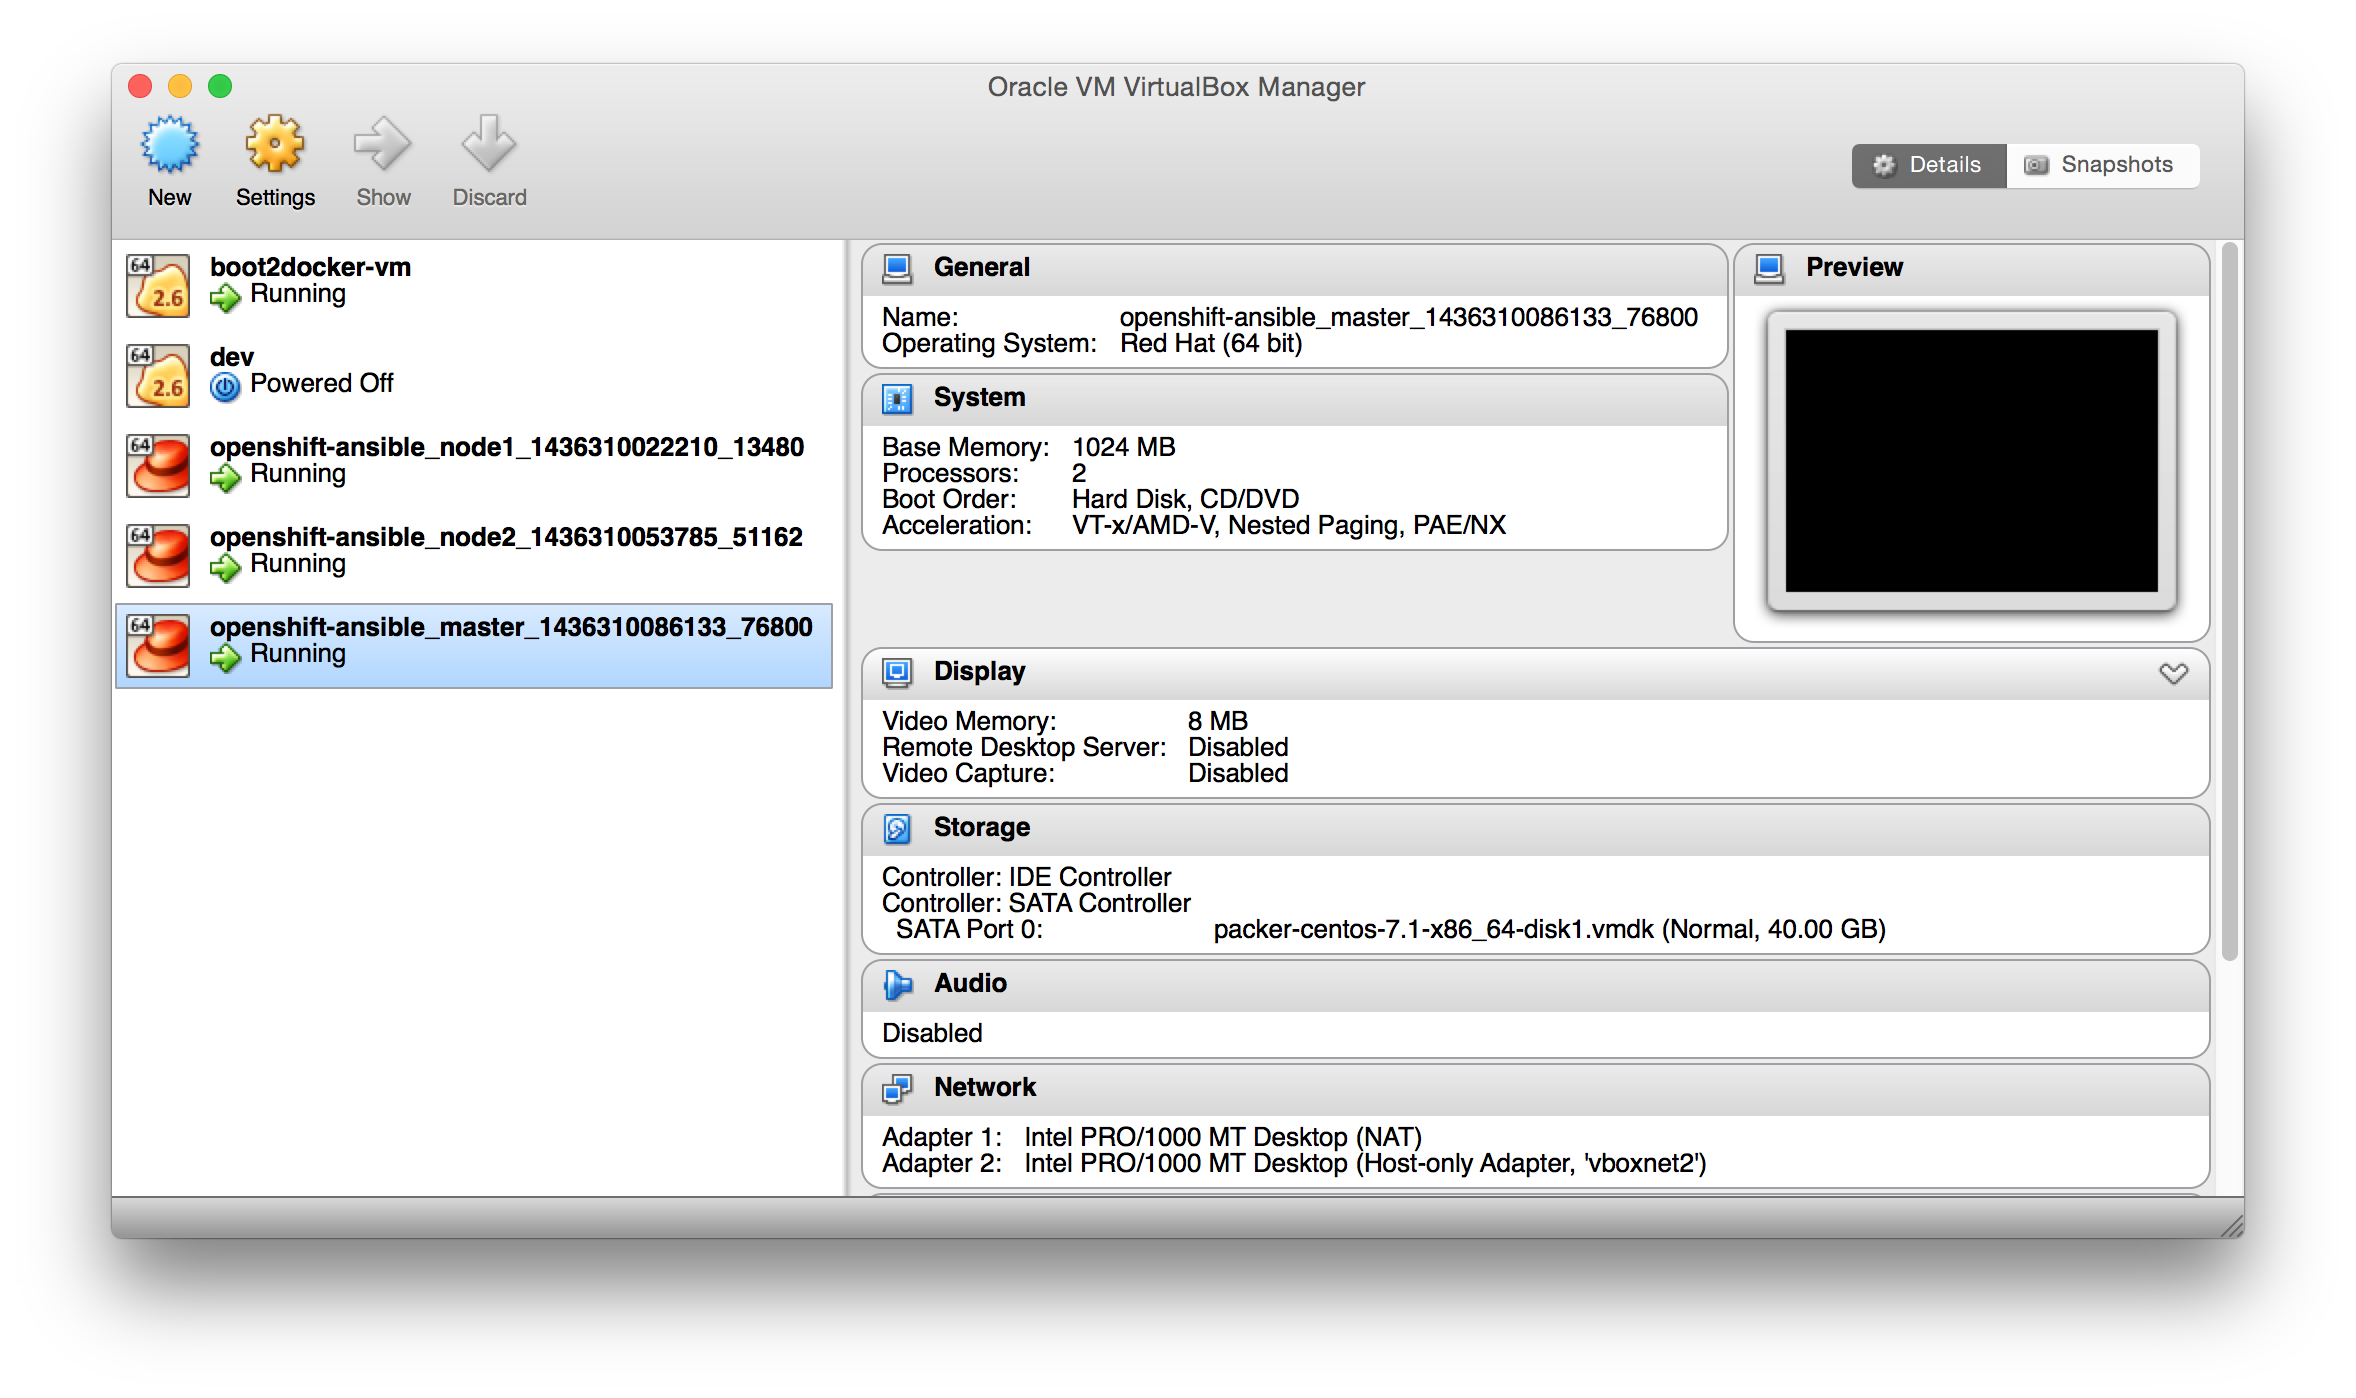 Oracle VM VirtualBox Manager
New
Settings
Show
Discard
Details
Snapshots
64
2.6
boot2docker-vm
Running
64
2.6
dev
Powered Off
64
openshift-ansible_node1_1436310022210_13480
Running
64
openshift-ansible_node2_1436310053785_51162
Running
64
openshift-ansible_master_1436310086133_76800
Running
General
Name: openshift-ansible_master_1436310086133_76800
Operating System: Red Hat (64 bit)
Preview
System
Base Memory: 1024 MB
Processors: 2
Boot Order: Hard Disk, CD/DVD
Acceleration: VT-x/AMD-V, Nested Paging, PAE/NX
Display
Video Memory: 8 MB
Remote Desktop Server: Disabled
Video Capture: Disabled
Storage
Controller: IDE Controller
Controller: SATA Controller
SATA Port 0: packer-centos-7.1-x86_64-disk1.vmdk (Normal, 40.00 GB)
Audio
Disabled
Network
Adapter 1: Intel PRO/1000 MT Desktop (NAT)
Adapter 2: Intel PRO/1000 MT Desktop (Host-only Adapter, 'vboxnet2')